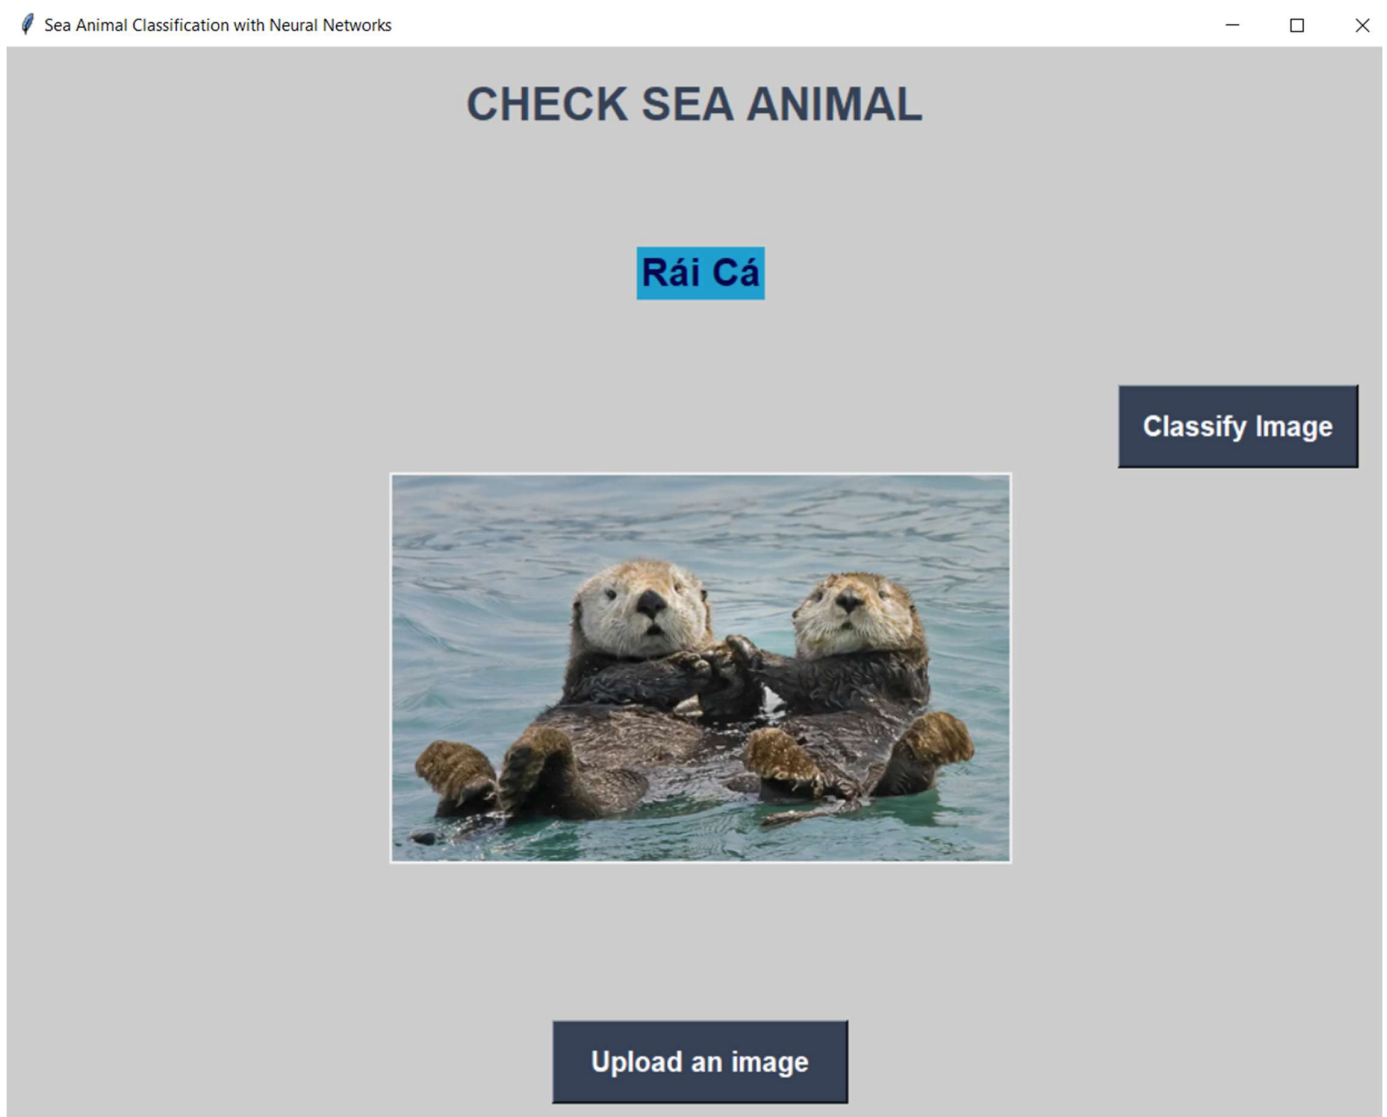 Sea Animal Classification with Neural Networks
CHECK SEA ANIMAL
Rái Cá
Classify Image
Upload an image